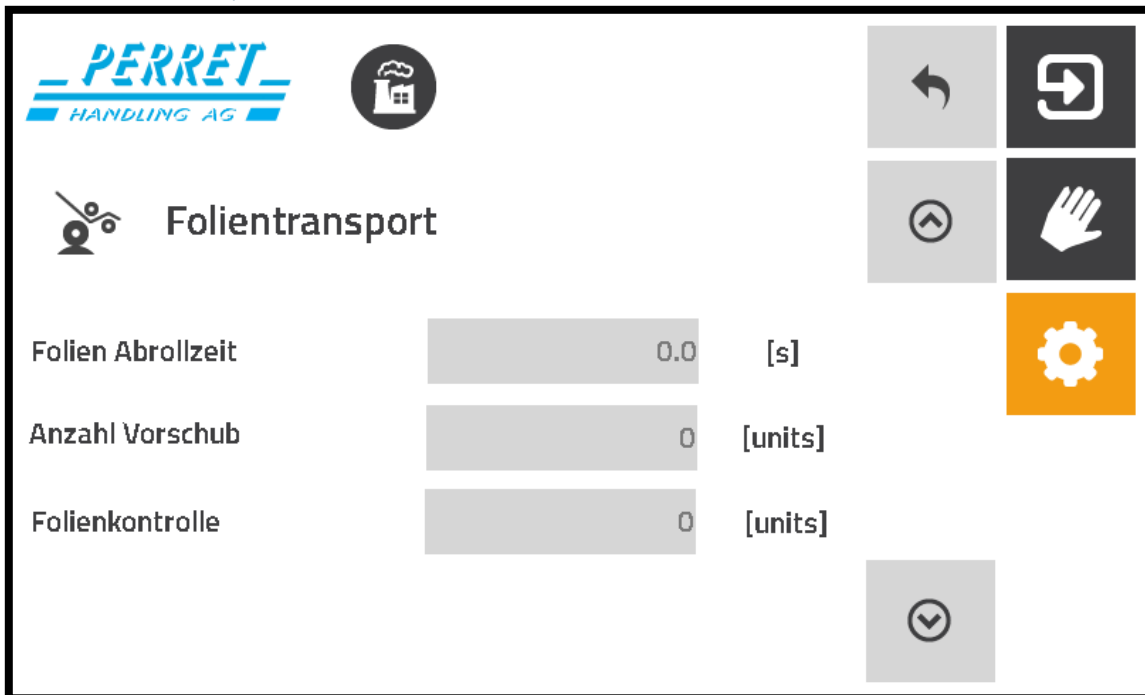 PERRET
HANDLING AG
Folientransport
Folien Abrollzeit 0.0 [s]
Anzahl Vorschub 0 [units]
Folienkontrolle 0 [units]